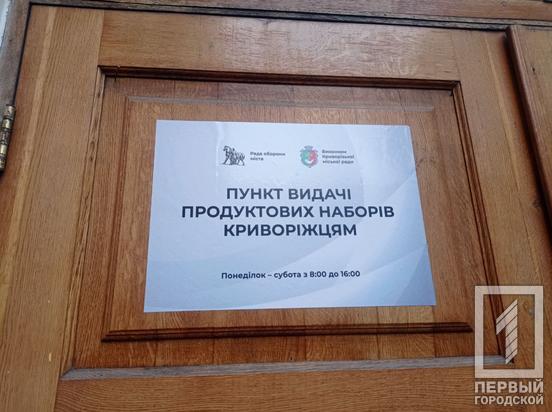 Рада оборони
міста
Виконком
Криворізької
міської ради
ПУНКТ ВИДАЧІ
ПРОДУКТОВИХ НАБОРІВ
КРИВОРІЖЦЯМ
Понеділок – субота з 8:00 до 16:00
1
ПЕРВЫЙ
ГОРОДСКОЙ